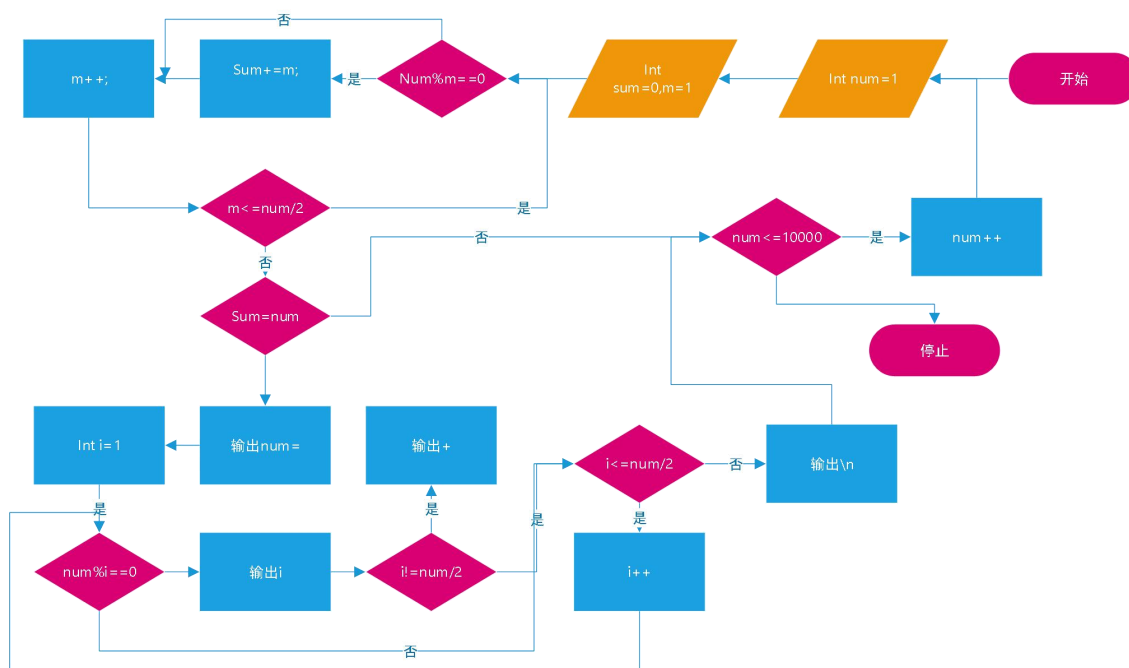 否
m++;
Sum+=m;
是
Num%m==0
Int
sum=0,m=1
Int num=1
开始
m<=num/2
是
否
否
num<=10000
是
num++
Sum=num
停止
Int i=1
输出num=
输出+
i<=num/2
否
输出\n
是
是
是
是
num%i==0
输出i
i!=num/2
i++
否